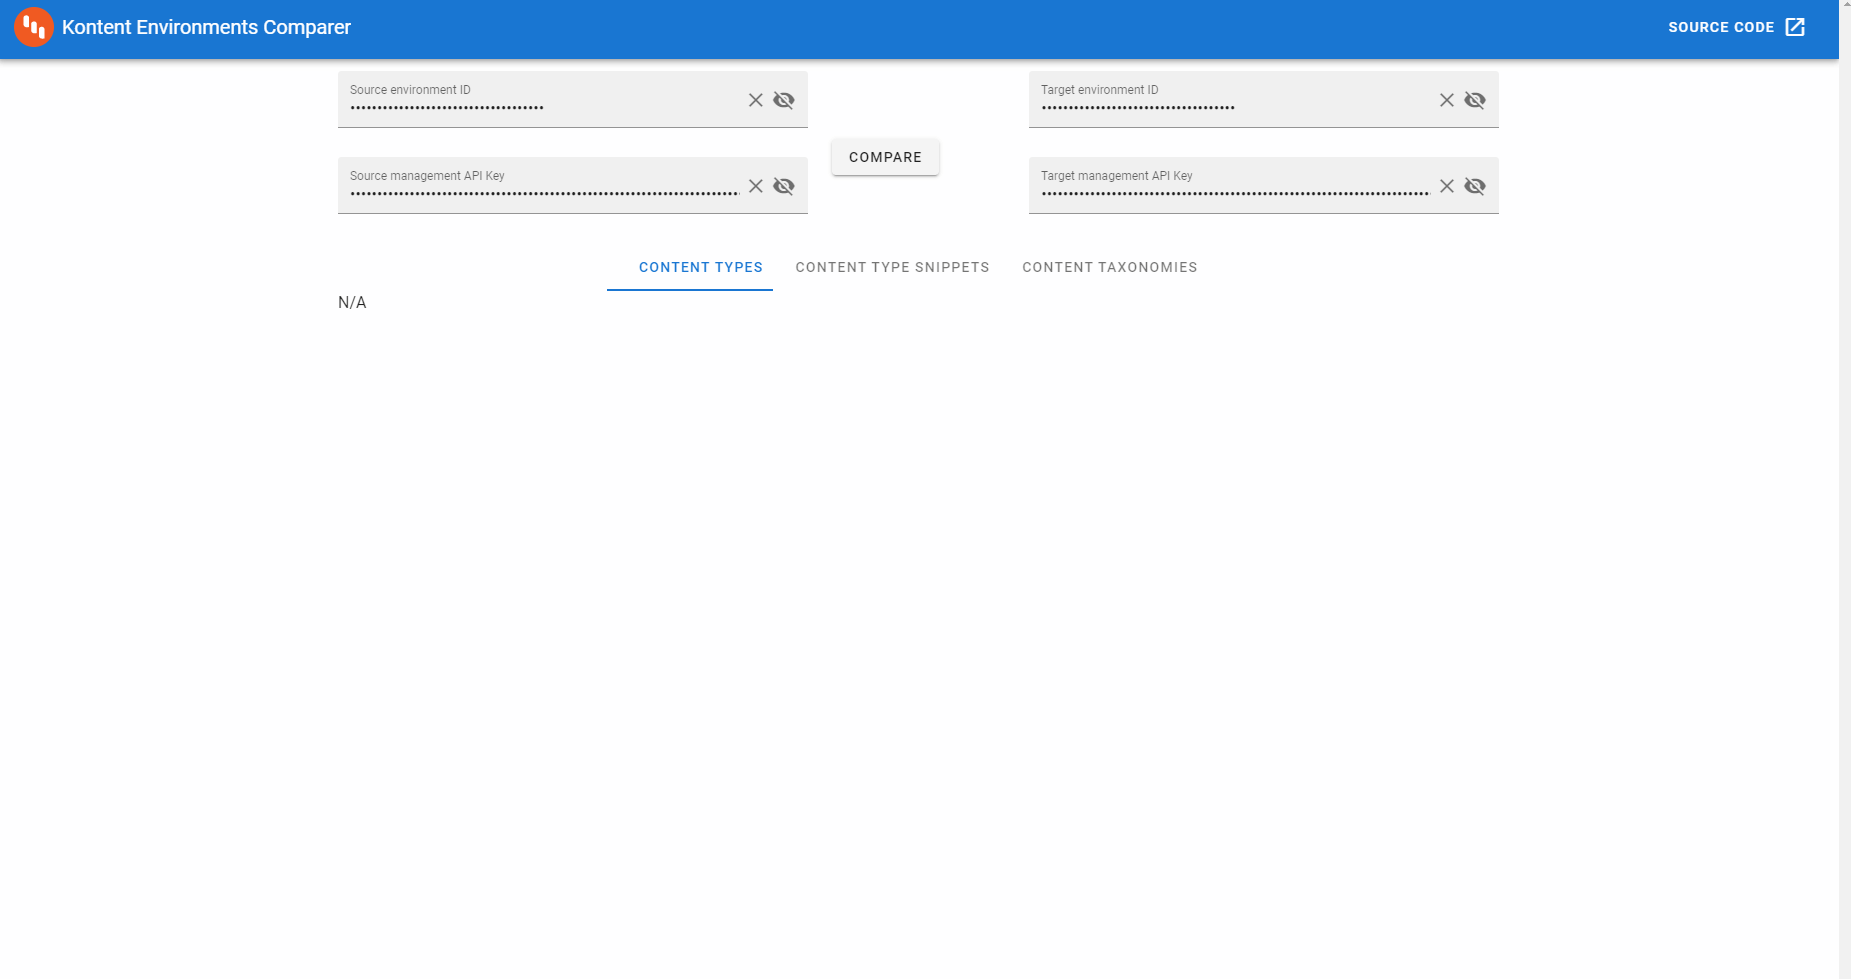 Kontent Environments Comparer
SOURCE CODE
Source environment ID
••••••••••••••••••••••••••••••••••••
Target environment ID
••••••••••••••••••••••••••••••••••••
COMPARE
Source management API Key
Target management API Key
CONTENT TYPES
CONTENT TYPE SNIPPETS
CONTENT TAXONOMIES
N/A